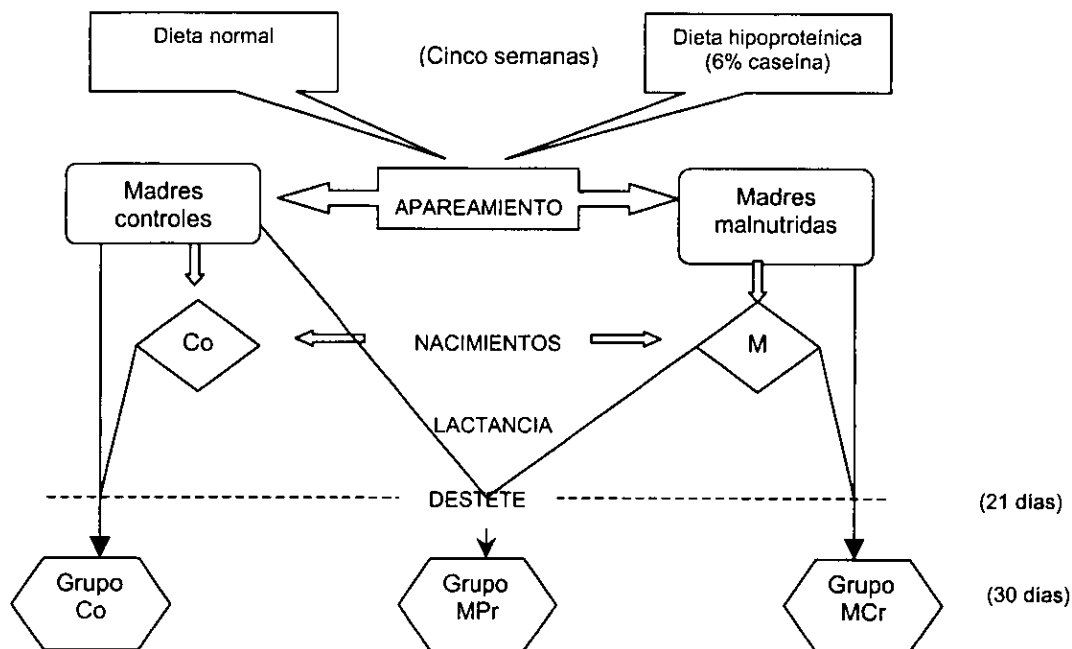 Dieta normal
(Cinco semanas)
Dieta hipoproteínica
(6% caseína)
Madres
controles
APAREAMIENTO
Madres
malnutridas
Co
NACIMIENTOS
M
LACTANCIA
DESTETE
(21 días)
Grupo
Co
Grupo
MPr
Grupo
MCr
(30 días)